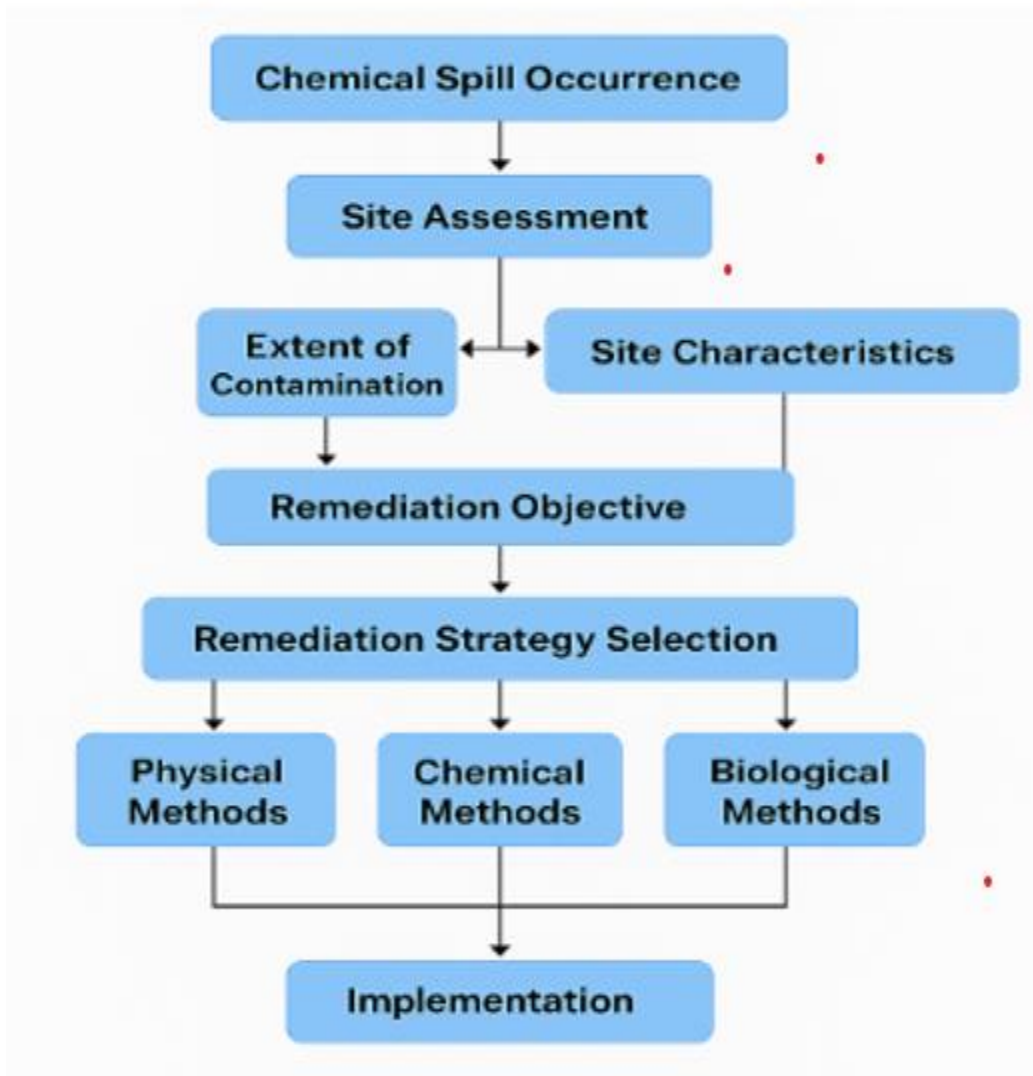 Chemical Spill Occurrence
Site Assessment
Extent of
Contamination
Site Characteristics
Remediation Objective
Remediation Strategy Selection
Physical
Methods
Chemical
Methods
Biological
Methods
Implementation